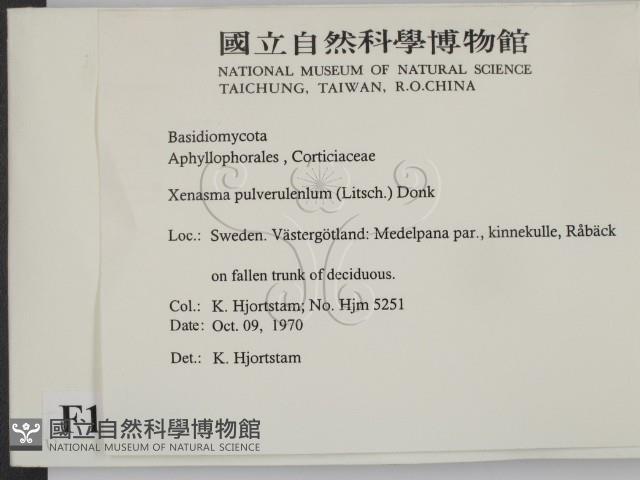 國立自然科學博物館
NATIONAL MUSEUM OF NATURAL SCIENCE
TAICHUNG, TAIWAN, R.O.CHINA
Basidiomycota
Aphyllophorales , Corticiaceae
Xenasma pulverulenlum (Litsch.) Donk
Loc.: Sweden. Västergötland: Medelpana par., kinnekulle, Råbäck
on fallen trunk of deciduous.
Col.: K. Hjortstam; No. Hjm 5251
Date: Oct. 09, 1970
Det.: K. Hjortstam
F1
國立自然科學博物館
NATIONAL MUSEUM OF NATURAL SCIENCE